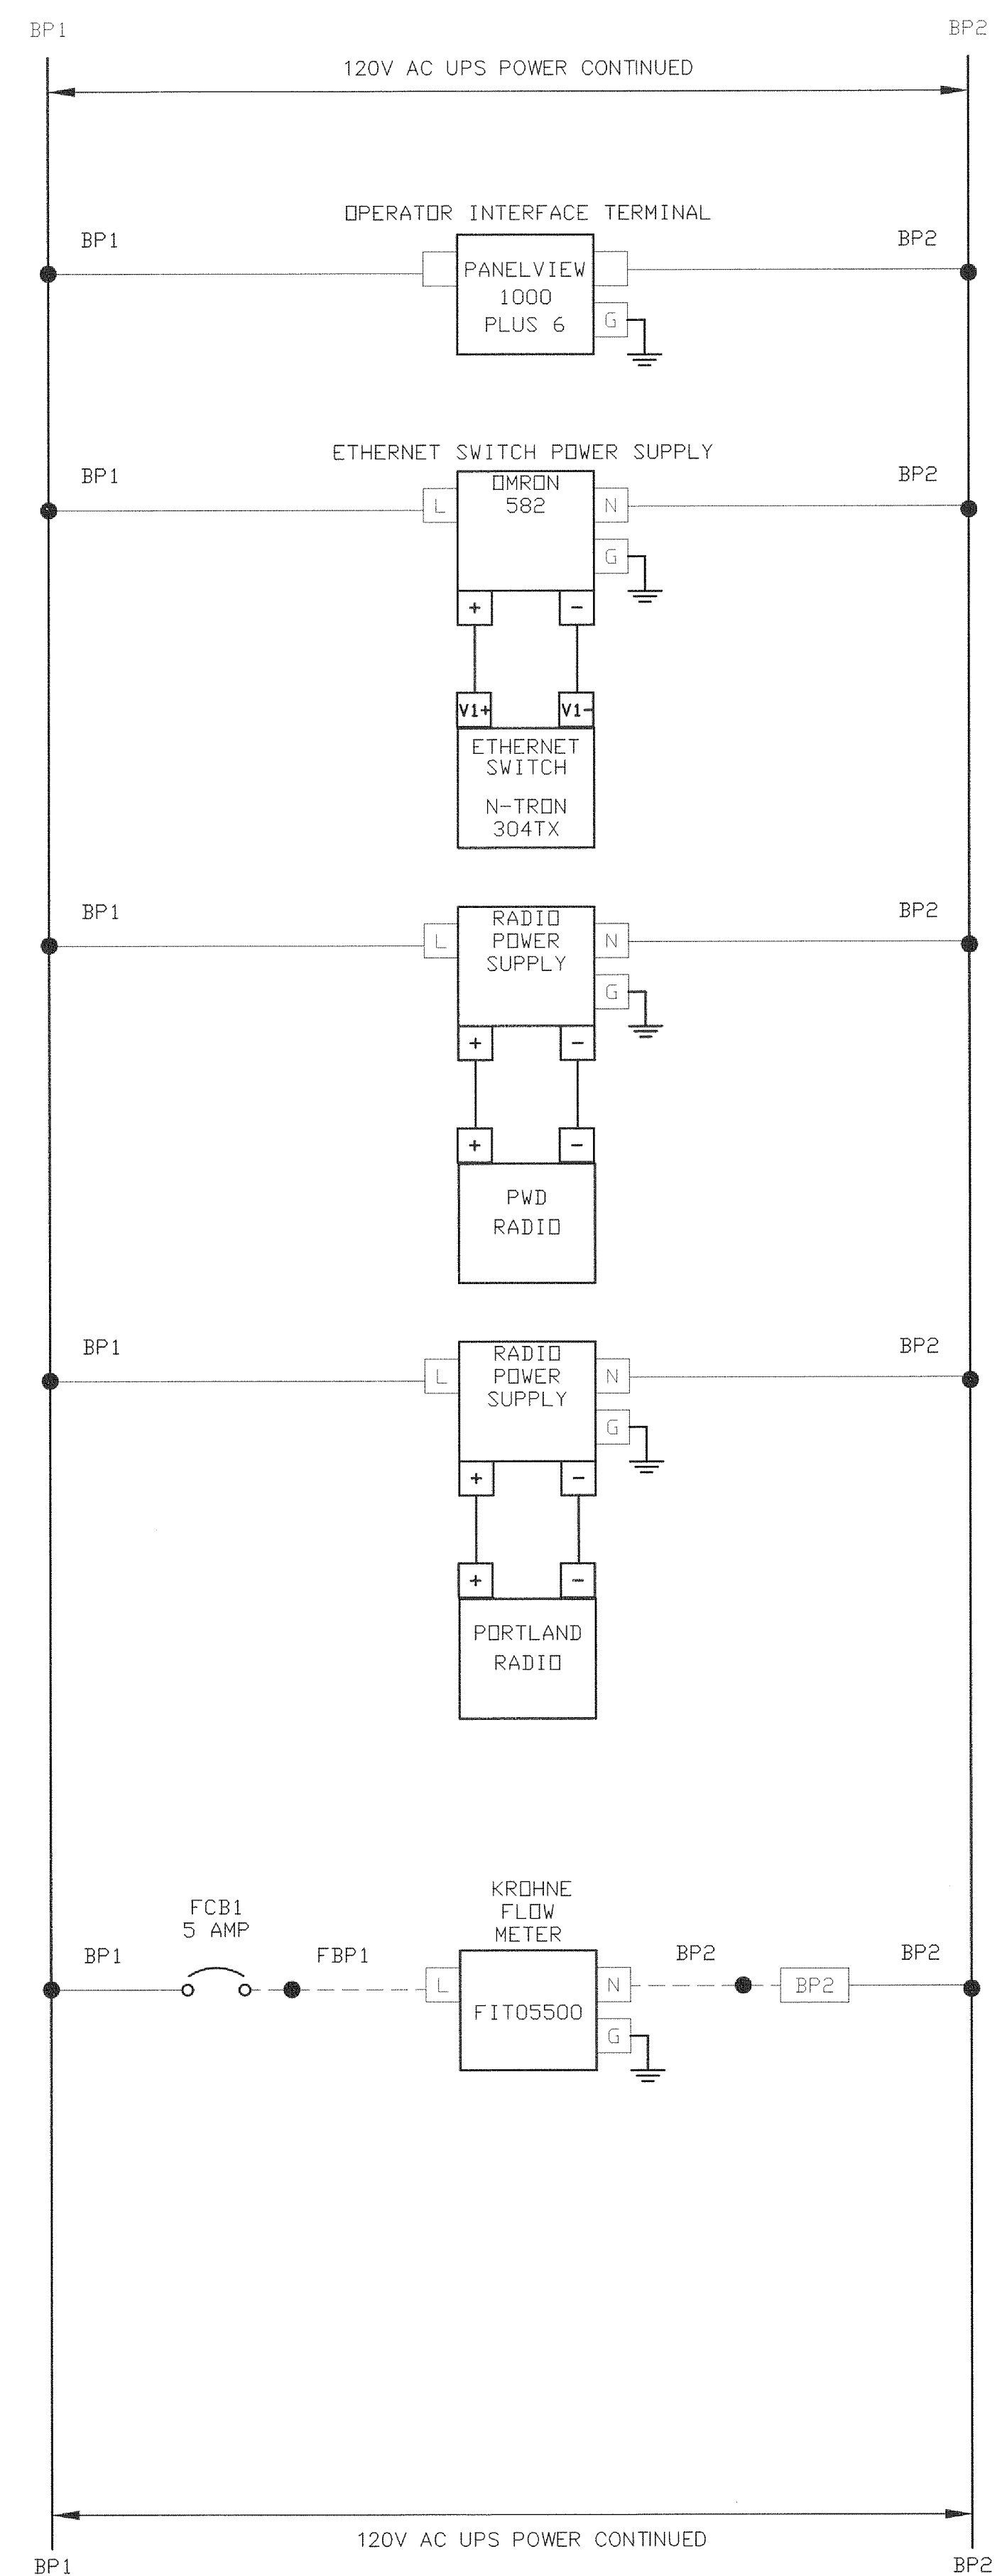 BP1
BP2
120V AC UPS POWER CONTINUED
OPERATOR INTERFACE TERMINAL
BP1
BP2
PANELVIEW
1000
PLUS 6
G
ETHERNET SWITCH POWER SUPPLY
BP1
BP2
OMRON
582
L
N
G
+
-
V1+
V1-
ETHERNET
SWITCH
N-TRON
304TX
BP1
BP2
RADIO
POWER
SUPPLY
L
N
G
+
-
+
-
PWD
RADIO
BP1
BP2
RADIO
POWER
SUPPLY
L
N
G
+
-
+
-
PORTLAND
RADIO
KROHNE
FLOW
METER
FCB1
5 AMP
BP1
FBP1
BP2
BP2
L
N
BP2
FIT05500
G
120V AC UPS POWER CONTINUED
BP1
BP2